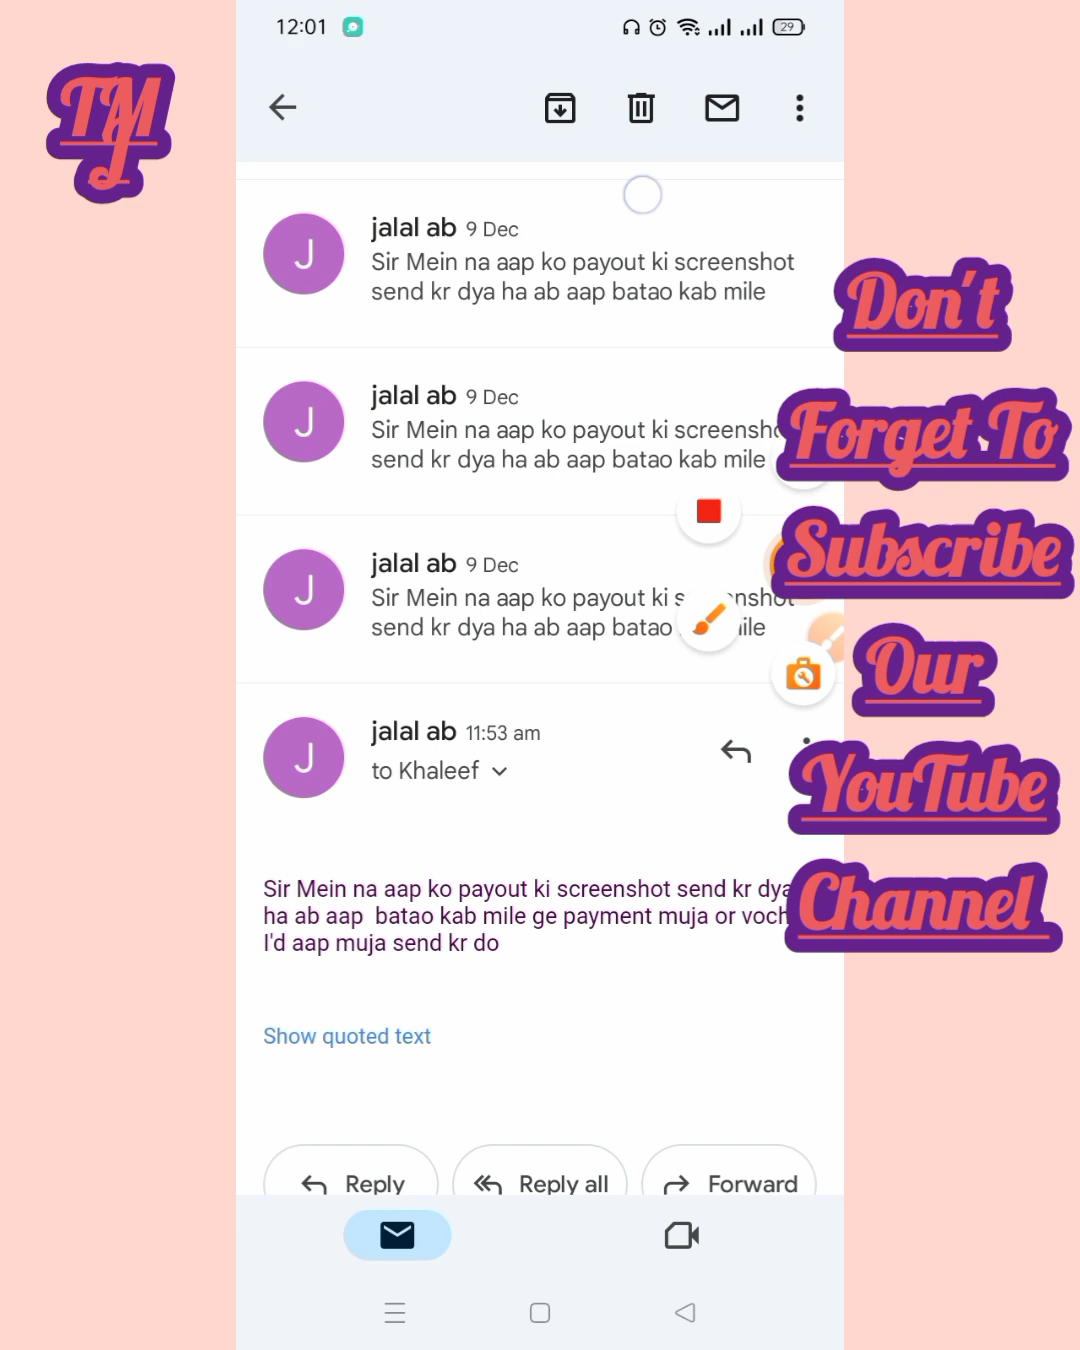 12:01
29
TMJ
jalal ab 9 Dec
Sir Mein na aap ko payout ki screenshot
send kr dya ha ab aap batao kab mile
jalal ab 9 Dec
Sir Mein na aap ko payout ki
send kr dya ha ab aap batao kab mile
jalal ab 9 Dec
Sir Mein na aap ko payout ki
send kr dya ha ab aap batao
J
J
J
J
jalal ab 11:53 am
to Khaleef
Sir Mein na aap ko payout ki screenshot send kr dya
ha ab aap batao kab mile ge payment muja or
I'd aap muja send kr do
Show quoted text
Reply
Reply all
Forward
Don't
Forget To
Subscribe
Our
YouTube
Channel